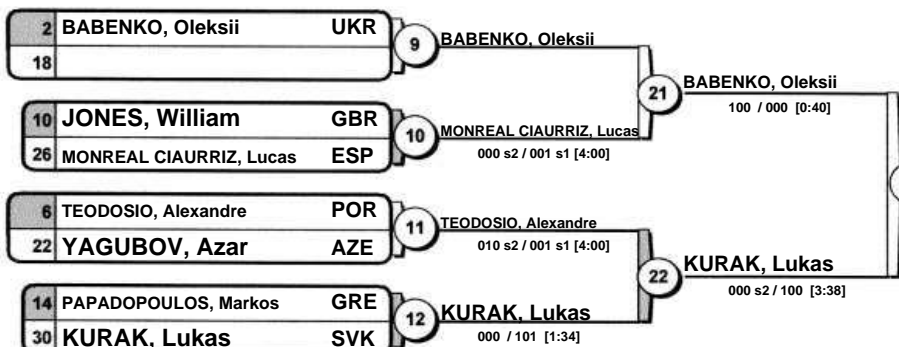 2 BABENKO, Oleksii UKR
18
9
BABENKO, Oleksii
10 JONES, William GBR
26 MONREAL CIAURRIZ, Lucas ESP
10
MONREAL CIAURRIZ, Lucas
000 s2 / 001 s1 [4:00]
21
BABENKO, Oleksii
100 / 000 [0:40]
6 TEODOSIO, Alexandre POR
22 YAGUBOV, Azar AZE
11
TEODOSIO, Alexandre
010 s2 / 001 s1 [4:00]
14 PAPADOPOULOS, Markos GRE
30 KURAK, Lukas SVK
12
KURAK, Lukas
000 / 101 [1:34]
22
KURAK, Lukas
000 s2 / 100 [3:38]